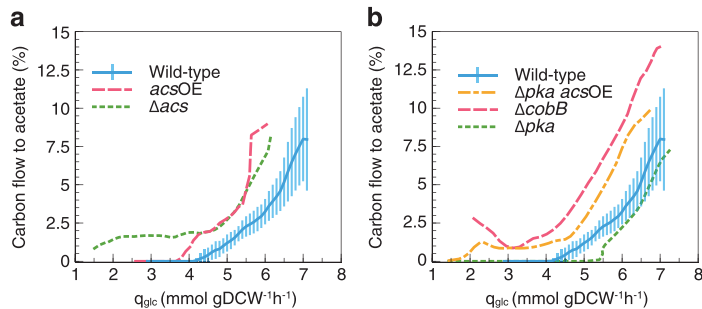 a
Carbon flow to acetate (%)
15
12.5
10
7.5
5
2.5
0
Wild-type
acsOE
Δacs
1 2 3 4 5 6 7 8
qglc (mmol gDCW⁻¹h⁻¹)
b
Carbon flow to acetate (%)
15
12.5
10
7.5
5
2.5
0
Wild-type
Δpka acsOE
ΔcobB
Δpka
1 2 3 4 5 6 7 8
qglc (mmol gDCW⁻¹h⁻¹)